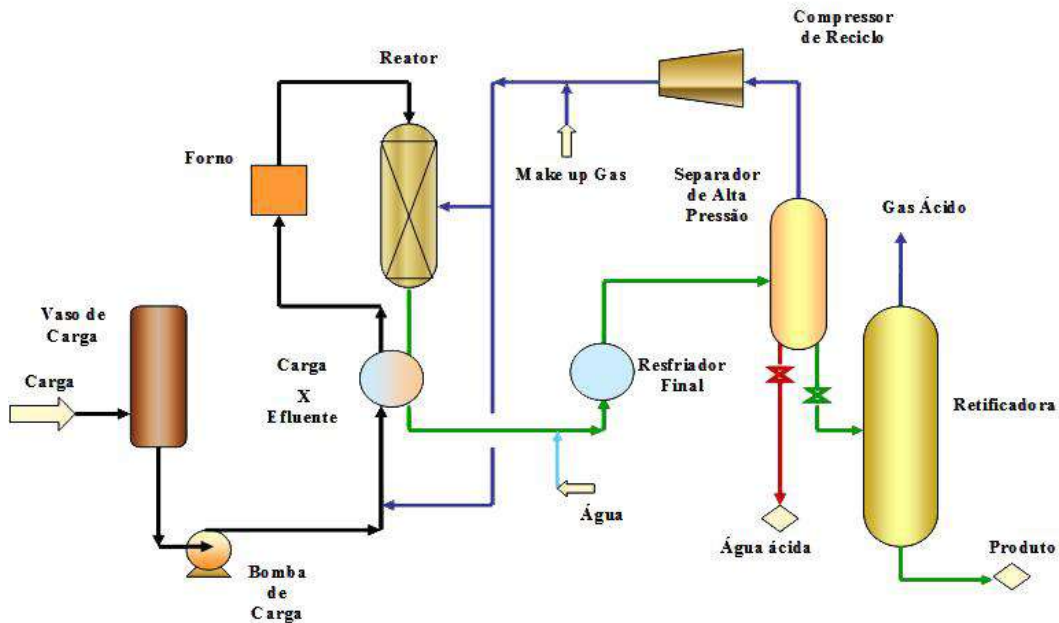 Compressor
de Reciclo
Reator
Forno
Make up Gas
Separador
de Alta
Pressão
Gas Ácido
Vaso de
Carga
Carga
Carga
X
Efluente
Resfriador
Final
Retificadora
Água
Água ácida
Produto
Bomba
de
Carga